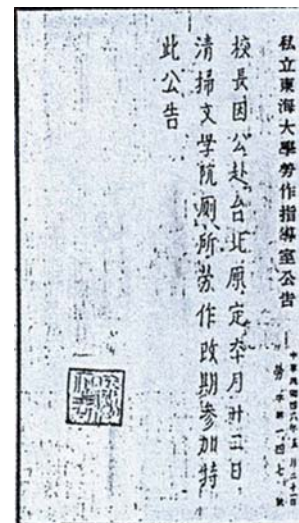 私立東海大學勞作指導室公告
校長因公赴台北原定本月廿二日
清掃文學院厕所勞作改期參加特
此公告